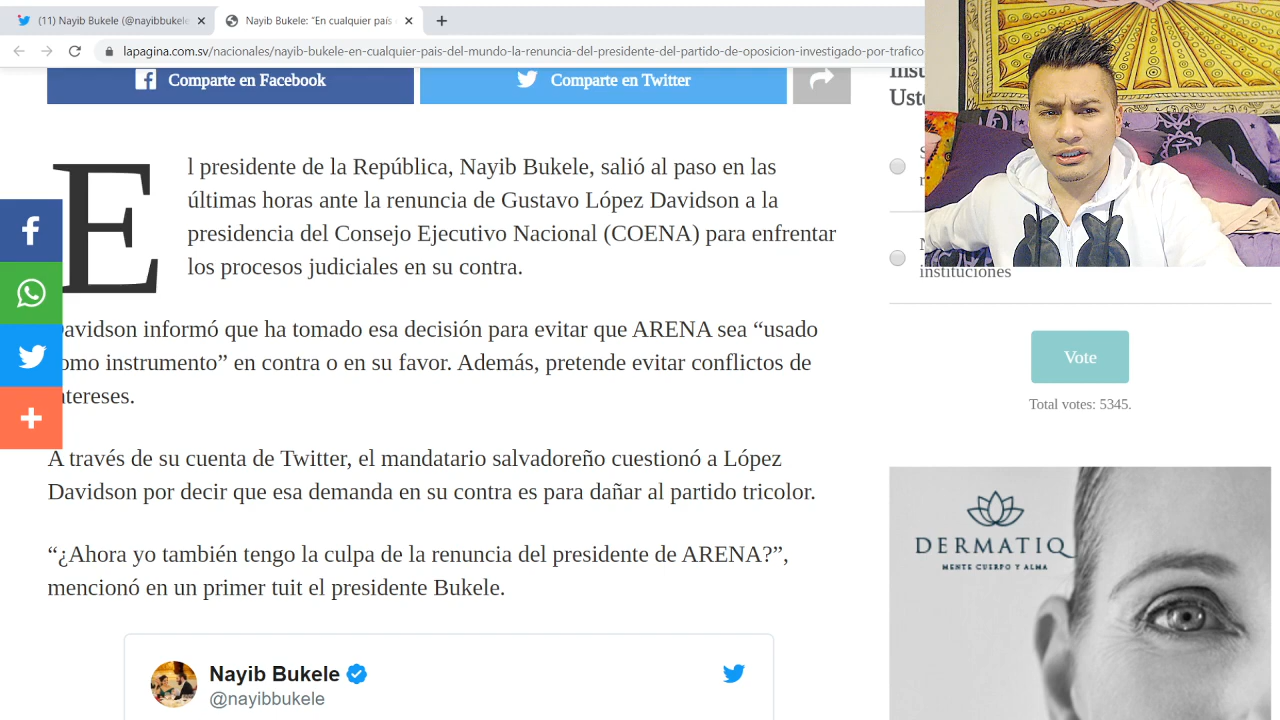 (11) Nayib Bukele (@nayibbukele
Nayib Bukele: "En cualquier país
lapagina.com.sv/nacionales/nayib-bukele-en-cualquier-pais-del-mundo-la-renuncia-del-presidente-del-partido-de-oposicion-investigado-por-trafico
Comparte en Facebook
Comparte en Twitter
El presidente de la República, Nayib Bukele, salió al paso en las
últimas horas ante la renuncia de Gustavo López Davidson a la
presidencia del Consejo Ejecutivo Nacional (COENA) para enfrentar
los procesos judiciales en su contra.
Davidson informó que ha tomado esa decisión para evitar que ARENA sea “usado
como instrumento” en contra o en su favor. Además, pretende evitar conflictos de
intereses.
A través de su cuenta de Twitter, el mandatario salvadoreño cuestionó a López
Davidson por decir que esa demanda en su contra es para dañar al partido tricolor.
“¿Ahora yo también tengo la culpa de la renuncia del presidente de ARENA?”,
mencionó en un primer tuit el presidente Bukele.
Nayib Bukele
@nayibbukele
instituciones
Vote
Total votes: 5345.
DERMATIQ
MENTE CUERPO Y ALMA